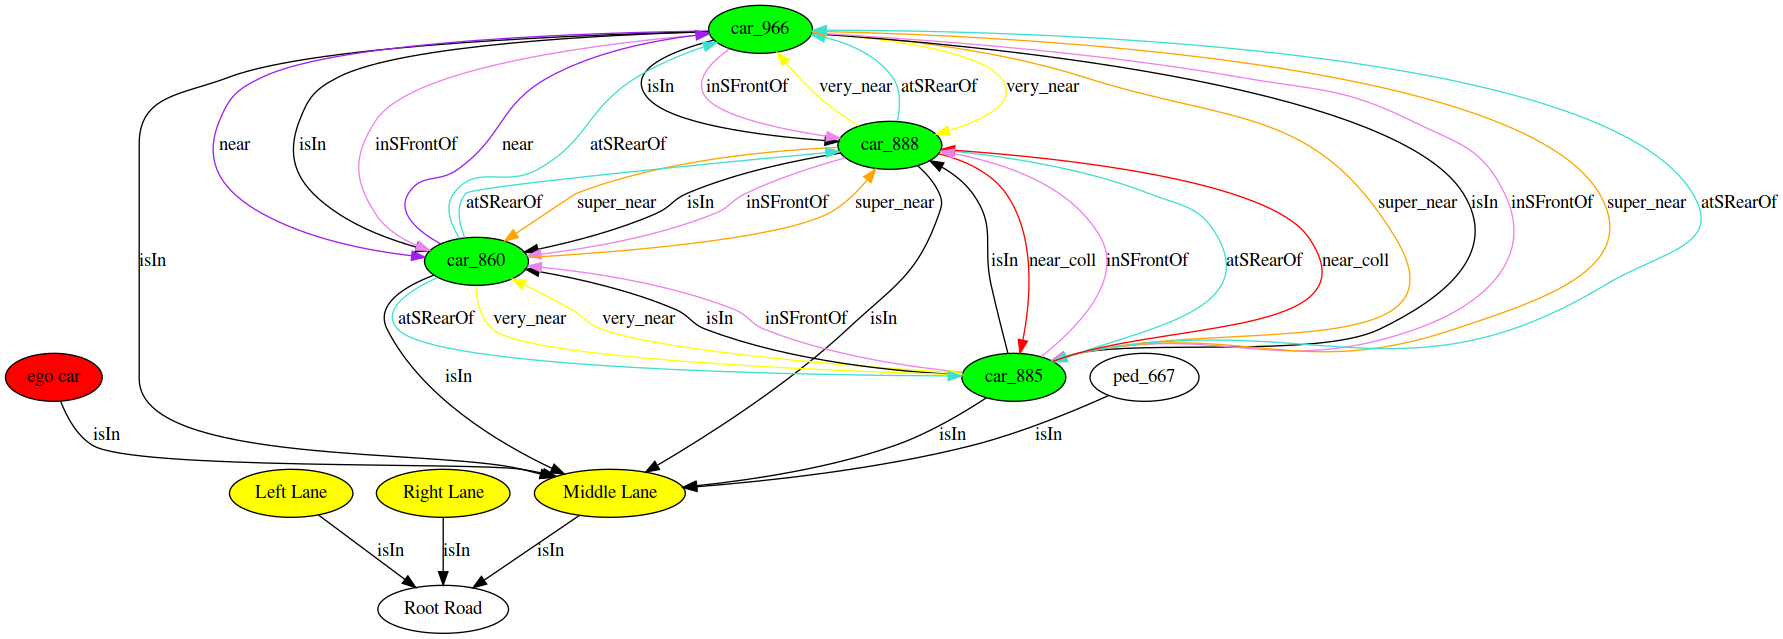 car_966
isIn
inSFrontOf
very_near
atSRearOf
very_near
near
isIn
inSFrontOf
near
atSRearOf
car_888
atSRearOf
super_near
isIn
inSFrontOf
super_near
super_near
isIn
inSFrontOf
super_near
atSRearOf
isIn
car_860
isIn
near_coll
inSFrontOf
atSRearOf
near_coll
atSRearOf
very_near
very_near
isIn
inSFrontOf
isIn
ego car
isIn
car_885
ped_667
isIn
isIn
isIn
Left Lane
Right Lane
Middle Lane
isIn
isIn
isIn
Root Road